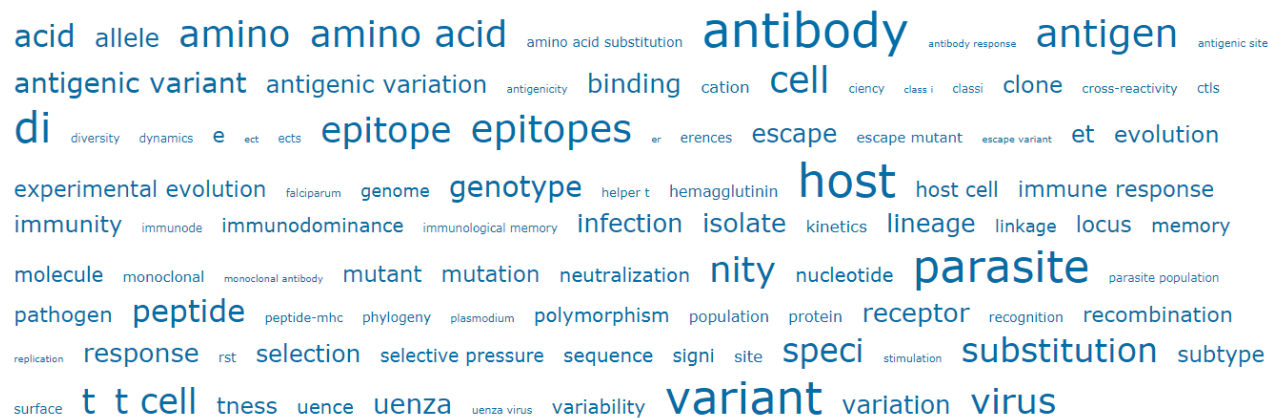 acid allele amino amino acid amino acid substitution antibody antibody response antigen antigenic site
antigenic variant antigenic variation antigenicity binding cation cell ciency class i classi clone cross-reactivity ctls
di diversity dynamics e ect ects epitope epitopes er erences escape escape mutant escape variant et evolution
experimental evolution falciparum genome genotype helper t hemagglutinin host host cell immune response
immunity immunode immunodominance immunological memory infection isolate kinetics lineage linkage locus memory
molecule monoclonal monoclonal antibody mutant mutation neutralization nity nucleotide parasite parasite population
pathogen peptide peptide-mhc phylogeny plasmodium polymorphism population protein receptor recognition recombination
replication response rst selection selective pressure sequence signi site speci stimulation substitution subtype
surface t t cell tness uence uenza uenza virus variability variant variation virus